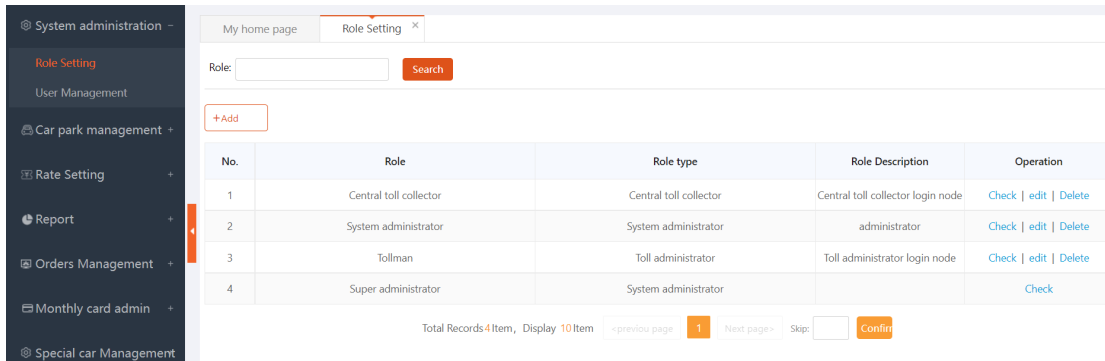 System administration −
Role Setting
User Management
Car park management +
Rate Setting +
Report +
Orders Management +
Monthly card admin +
Special car Management
My home page
Role Setting ×
Role: Search
+Add
No. Role Role type Role Description Operation
1 Central toll collector Central toll collector Central toll collector login node Check | edit | Delete
2 System administrator System administrator administrator Check | edit | Delete
3 Tollman Toll administrator Toll administrator login node Check | edit | Delete
4 Super administrator System administrator Check
Total Records 4 Item, Display 10 Item <previou page 1 Next page> Skip: Confirm